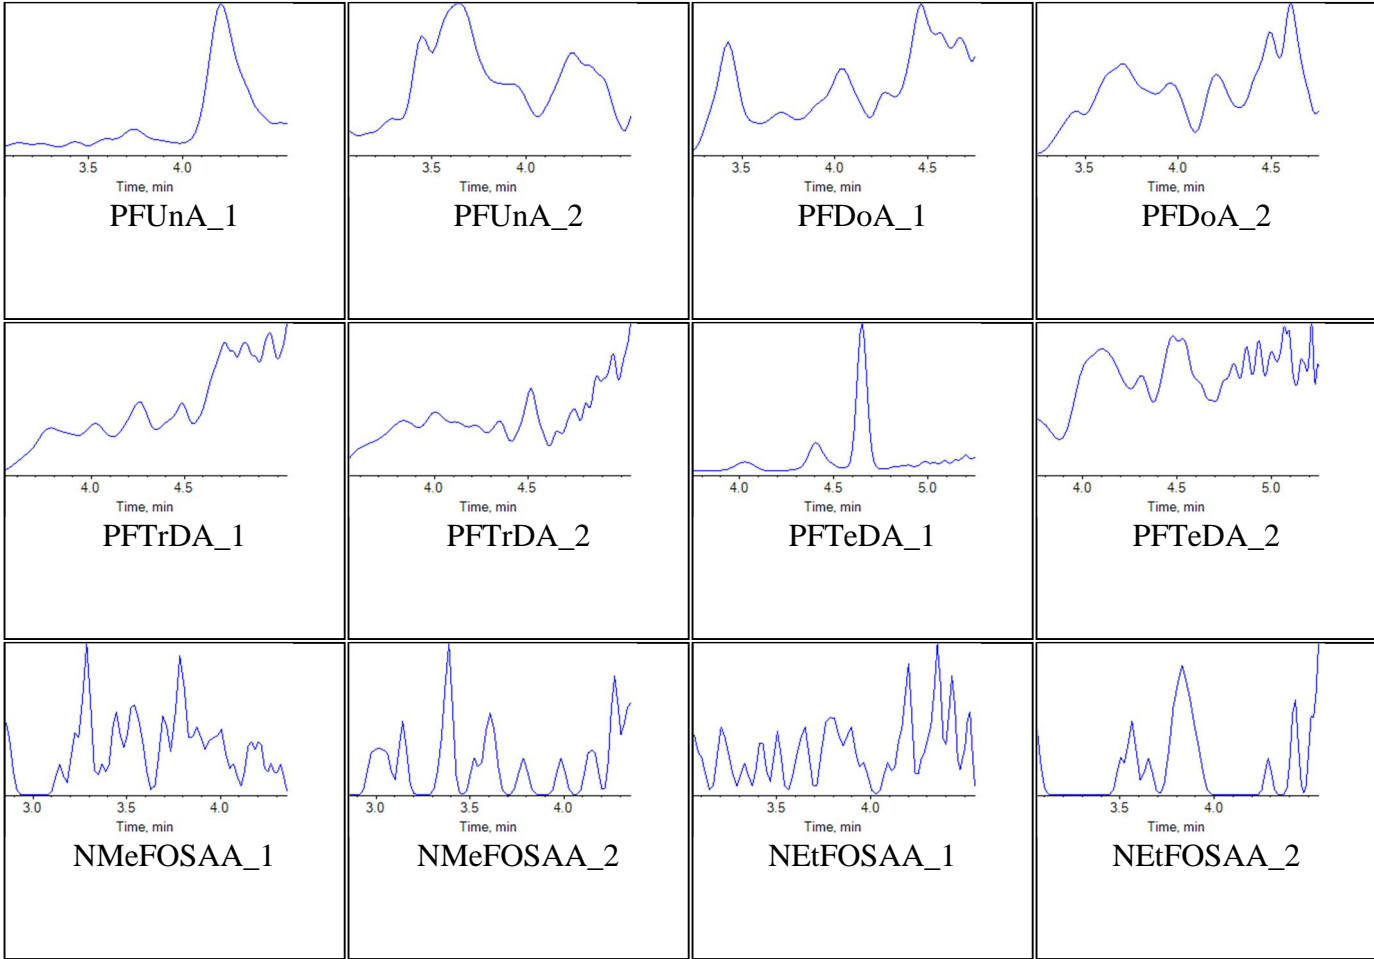 3.5 4.0
Time, min
PFUnA_1
3.5 4.0
Time, min
PFUnA_2
3.5 4.0 4.5
Time, min
PFDoA_1
3.5 4.0 4.5
Time, min
PFDoA_2
4.0 4.5
Time, min
PFTrDA_1
4.0 4.5
Time, min
PFTrDA_2
4.0 4.5 5.0
Time, min
PFTeDA_1
4.0 4.5 5.0
Time, min
PFTeDA_2
3.0 3.5 4.0
Time, min
NMeFOSAA_1
3.0 3.5 4.0
Time, min
NMeFOSAA_2
3.5 4.0
Time, min
NEtFOSAA_1
3.5 4.0
Time, min
NEtFOSAA_2